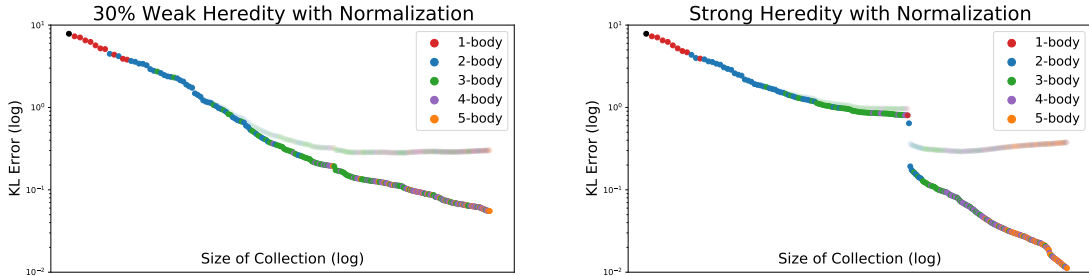 30% Weak Heredity with Normalization
KL Error (log)
10¹
10⁰
10⁻¹
10⁻²
1-body
2-body
3-body
4-body
5-body
Size of Collection (log)
Strong Heredity with Normalization
KL Error (log)
10¹
10⁰
10⁻¹
10⁻²
1-body
2-body
3-body
4-body
5-body
Size of Collection (log)